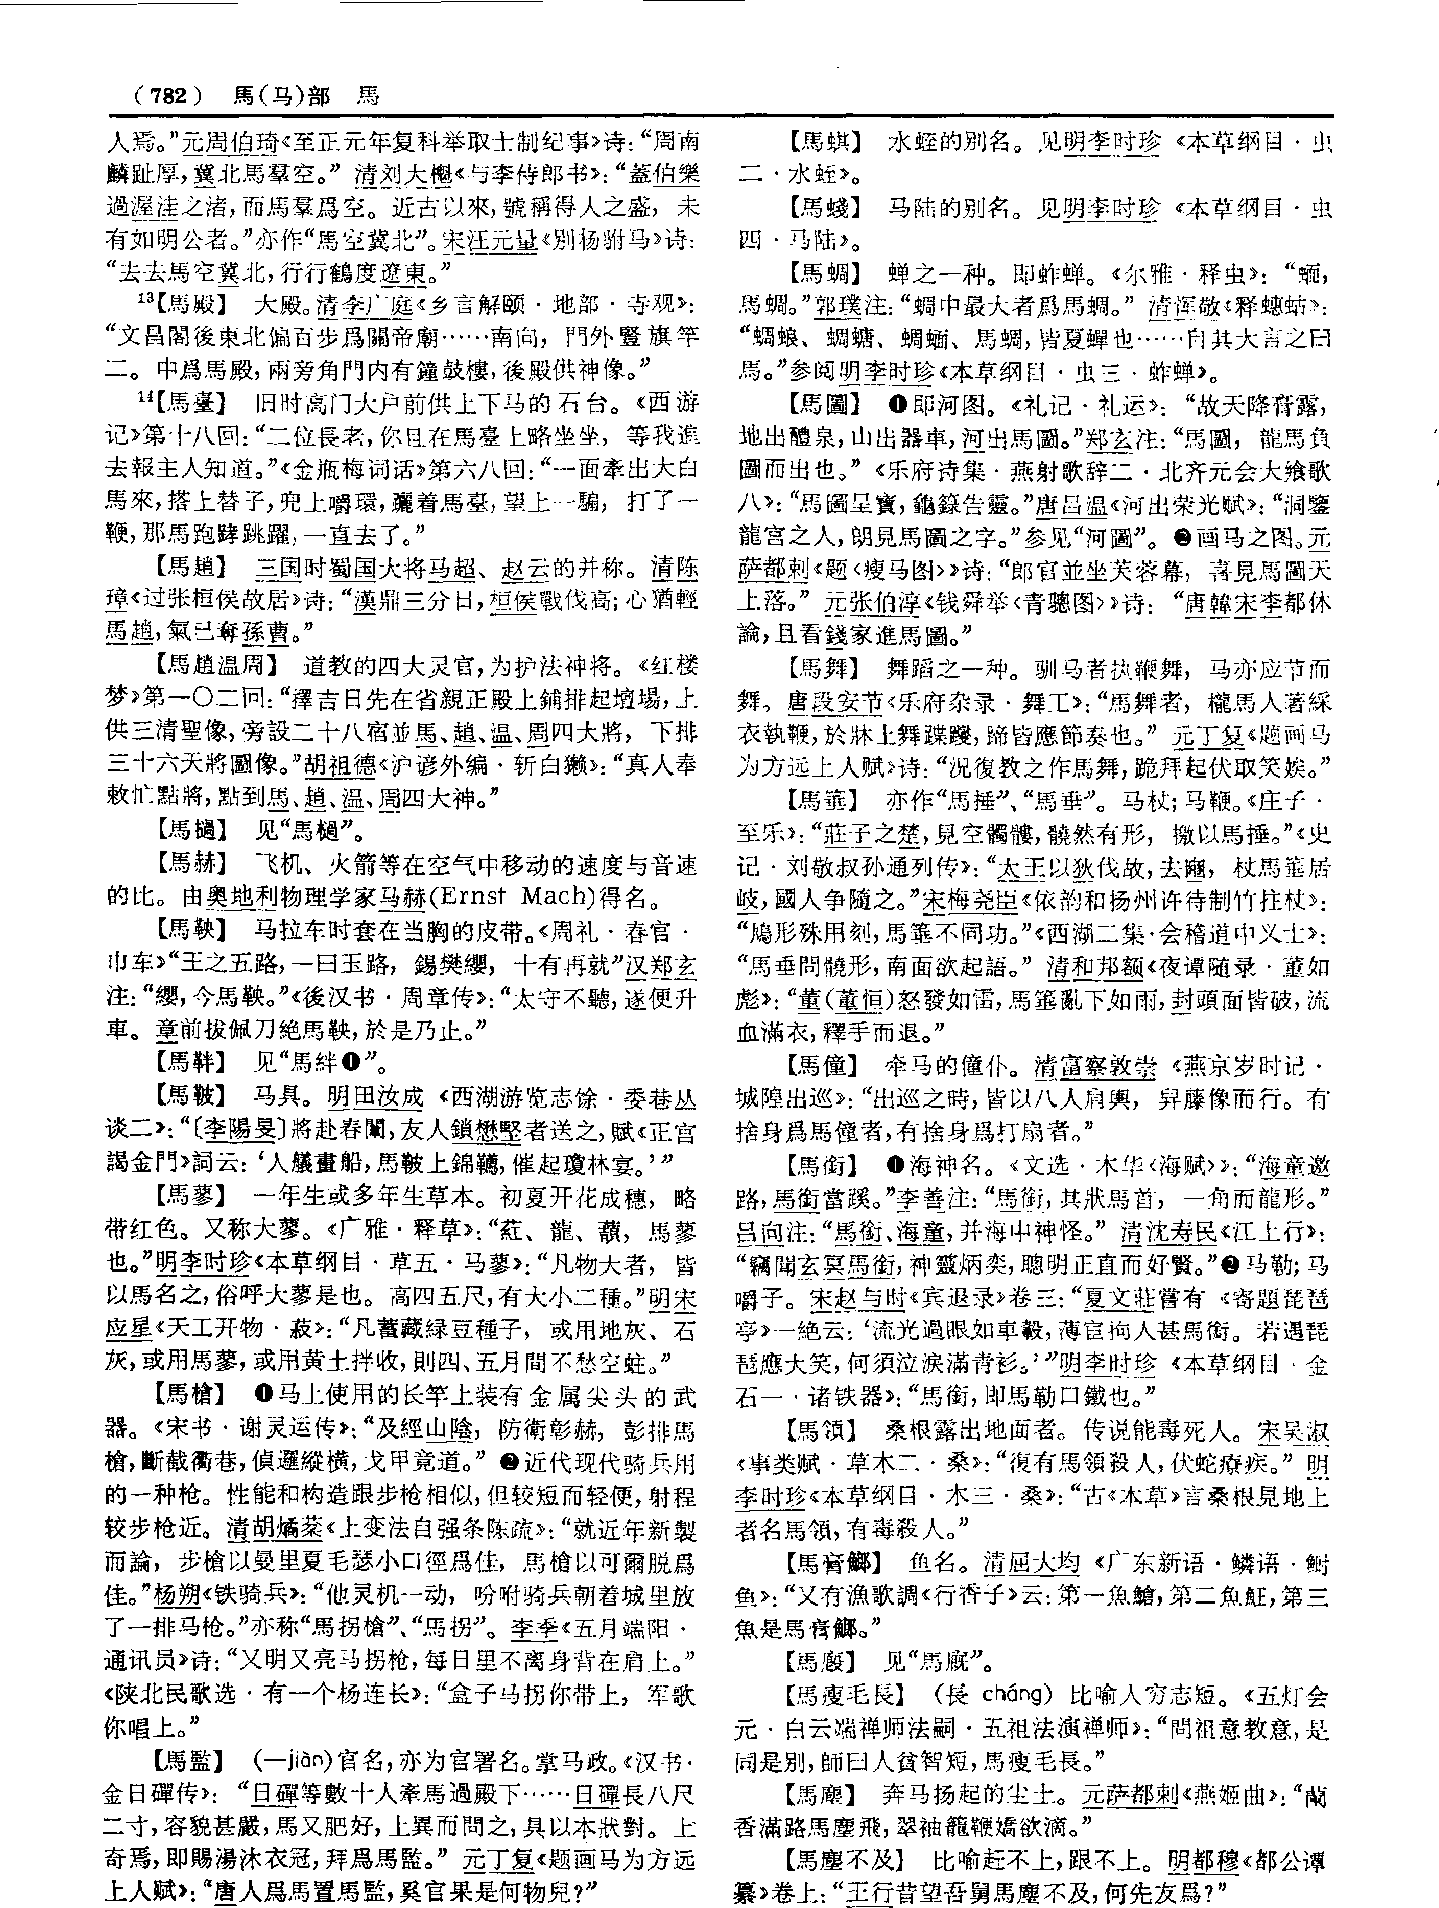 （782） 馬（马）部 馬
人焉。”元周伯琦《至正元年复科举取士制纪事》诗：“周南
麟趾厚，冀北馬羣空。” 清刘大櫆《与李侍郎书》：“蓋伯樂
過渥洼之渚，而馬羣爲空。近古以來，號稱得人之盛，未
有如明公者。”亦作“馬空冀北”。宋汪元量《别杨驸马》诗：
“去去馬空冀北，行行鶴度遼東。”
13【馬殿】 大殿。清李广庭《乡言解颐·地部·寺观》：
“文昌閣後東北偏百步爲關帝廟……南向，門外豎旗竿
二。中爲馬殿，兩旁角門内有鐘鼓樓，後殿供神像。”
14【馬臺】 旧时高门大户前供上下马的石台。《西游
记》第十八回：“二位長老，你且在馬臺上略坐坐，等我進
去報主人知道。”《金瓶梅词话》第六八回：“一面牽出大白
馬來，搭上替子，兜上嚼環，躧着馬臺，望上一騙，打了一
鞭，那馬跑踍跳躍，一直去了。”
【馬趙】 三国时蜀国大将马超、赵云的并称。清陈
璋《过张桓侯故居》诗：“漢鼎三分日，桓侯戰伐高；心猶輕
馬趙，氣已奪孫曹。”
【馬趙温周】 道教的四大灵官，为护法神将。《红楼
梦》第一〇二回：“擇吉日先在省親正殿上鋪排起壇場，上
供三清聖像，旁設二十八宿並馬、趙、温、周四大將，下排
三十六天將圖像。”胡祖德《沪谚外编·斩白獭》：“真人奉
敕忙點將，點到馬、趙、温、周四大神。”
【馬檛】 见“馬檛”。
【馬赫】 飞机、火箭等在空气中移动的速度与音速
的比。由奥地利物理学家马赫(Ernst Mach)得名。
【馬鞅】 马拉车时套在当胸的皮带。《周礼·春官·
巾车》“王之五路，一曰玉路，鍚樊纓，十有再就”汉郑玄
注：“纓，今馬鞅。”《後汉书·周章传》：“太守不聽，遂便升
車。章前拔佩刀絶馬鞅，於是乃止。”
【馬靽】 见“馬絆❶”。
【馬鞁】 马具。明田汝成《西湖游览志馀·委巷丛
谈二》：“〔李陽旻〕將赴春闈，友人鎖懋堅者送之，賦《正宫
謁金門》詞云：‘人艤畫船，馬鞁上錦韉，催起瓊林宴。’”
【馬蓼】 一年生或多年生草本。初夏开花成穗，略
带红色。又称大蓼。《广雅·释草》：“葒、龍、䕬，馬蓼
也。”明李时珍《本草纲目·草五·马蓼》：“凡物大者，皆
以馬名之，俗呼大蓼是也。高四五尺，有大小二種。”明宋
应星《天工开物·菽》：“凡蓄藏緑豆種子，或用地灰、石
灰，或用馬蓼，或用黄土拌收，則四、五月間不愁空蛀。”
【馬槍】 ❶马上使用的长竿上装有金属尖头的武
器。《宋书·谢灵运传》：“及經山陰，防衛彰赫，彭排馬
槍，斷截衢巷，偵邏縱橫，戈甲竟道。” ❷近代现代骑兵用
的一种枪。性能和构造跟步枪相似，但较短而轻便，射程
较步枪近。清胡燏棻《上变法自强条陈疏》：“就近年新製
而論，步槍以曼里夏毛瑟小口徑爲佳，馬槍以可爾脱爲
佳。”杨朔《铁骑兵》：“他灵机一动，吩咐骑兵朝着城里放
了一排马枪。”亦称“馬拐槍”、“馬拐”。李季《五月端阳·
通讯员》诗：“又明又亮马拐枪，每日里不离身背在肩上。”
《陕北民歌选·有一个杨连长》：“盒子马拐你带上，军歌
你唱上。”
【馬監】 （—jiàn）官名，亦为官署名。掌马政。《汉书·
金日磾传》：“日磾等數十人牽馬過殿下……日磾長八尺
二寸，容貌甚嚴，馬又肥好，上異而問之，具以本狀對。上
奇焉，即賜湯沐衣冠，拜爲馬監。” 元丁复《题画马为方远
上人赋》：“唐人爲馬置馬監，奚官果是何物兒？”
【馬蜞】 水蛭的别名。见明李时珍《本草纲目·虫
二·水蛭》。
【馬蝬】 马陆的别名。见明李时珍《本草纲目·虫
四·马陆》。
【馬蜩】 蝉之一种。即蚱蝉。《尔雅·释虫》：“蝒，
馬蜩。”郭璞注：“蜩中最大者爲馬蜩。” 清恽敬《释蟪蛄》：
“蜩蜋、蜩螗、蜩蝒、馬蜩，皆夏蟬也……自其大言之曰
馬。”参阅明李时珍《本草纲目·虫三·蚱蝉》。
【馬圖】 ❶即河图。《礼记·礼运》：“故天降膏露，
地出醴泉，山出器車，河出馬圖。”郑玄注：“馬圖，龍馬負
圖而出也。” 《乐府诗集·燕射歌辞二·北齐元会大飨歌
八》：“馬圖呈寶，龜籙告靈。”唐吕温《河出荣光赋》：“洞鑒
龍宫之人，朗見馬圖之字。”参见“河圖”。 ❷画马之图。元
萨都剌《题〈瘦马图〉》诗：“郎官並坐芙蓉幕，喜見馬圖天
上落。” 元张伯淳《钱舜举〈青骢图〉》诗：“唐韓宋李都休
論，且看錢家進馬圖。”
【馬舞】 舞蹈之一种。驯马者执鞭舞，马亦应节而
舞。唐段安节《乐府杂录·舞工》：“馬舞者，櫳馬人著綵
衣執鞭，於牀上舞蹀躞，蹄皆應節奏也。” 元丁复《题画马
为方远上人赋》诗：“况復教之作馬舞，跪拜起伏取笑娭。”
【馬箠】 亦作“馬捶”、“馬垂”。马杖；马鞭。《庄子·
至乐》：“莊子之楚，見空髑髏，髐然有形，撽以馬捶。”《史
记·刘敬叔孙通列传》：“太王以狄伐故，去豳，杖馬箠居
岐，國人争隨之。”宋梅尧臣《依韵和扬州许待制竹拄杖》：
“鳩形殊用刻，馬箠不同功。”《西湖二集·会稽道中义士》：
“馬垂問髐形，南面欲起語。” 清和邦额《夜谭随录·董如
彪》：“董（董恒）怒發如雷，馬箠亂下如雨，封頭面皆破，流
血滿衣，釋手而退。”
【馬僮】 牵马的僮仆。清富察敦崇《燕京岁时记·
城隍出巡》：“出巡之時，皆以八人肩輿，舁藤像而行。有
捨身爲馬僮者，有捨身爲打扇者。”
【馬銜】 ❶海神名。《文选·木华〈海赋〉》：“海童邀
路，馬銜當蹊。”李善注：“馬銜，其狀馬首，一角而龍形。”
吕向注：“馬銜、海童，并海中神怪。” 清沈寿民《江上行》：
“竊聞玄冥馬銜，神靈炳奕，聰明正直而好賢。”❷马勒；马
嚼子。宋赵与时《宾退录》卷三：“夏文莊嘗有《寄題琵琶
亭》一絶云：‘流光過眼如車轂，薄宦拘人甚馬銜。若遇琵
琶應大笑，何須泣淚滿青衫。’”明李时珍《本草纲目·金
石一·诸铁器》：“馬銜，即馬勒口鐵也。”
【馬領】 桑根露出地面者。传说能毒死人。宋吴淑
《事类赋·草木二·桑》：“復有馬領殺人，伏蛇療疾。” 明
李时珍《本草纲目·木三·桑》：“古《本草》言桑根見地上
者名馬領，有毒殺人。”
【馬膏鱜】 鱼名。清屈大均《广东新语·鳞语·鲥
鱼》：“又有漁歌調《行香子》云：第一魚鱠，第二魚魟，第三
魚是馬膏鱜。”
【馬廏】 见“馬厩”。
【馬瘦毛長】 （長 cháng）比喻人穷志短。《五灯会
元·白云端禅师法嗣·五祖法演禅师》：“問祖意教意，是
同是别，師曰人貧智短，馬瘦毛長。”
【馬塵】 奔马扬起的尘土。元萨都剌《燕姬曲》：“蘭
香滿路馬塵飛，翠袖籠鞭嬌欲滴。”
【馬塵不及】 比喻赶不上，跟不上。明都穆《都公谭
纂》卷上：“王行昔望吾舅馬塵不及，何先友爲？”